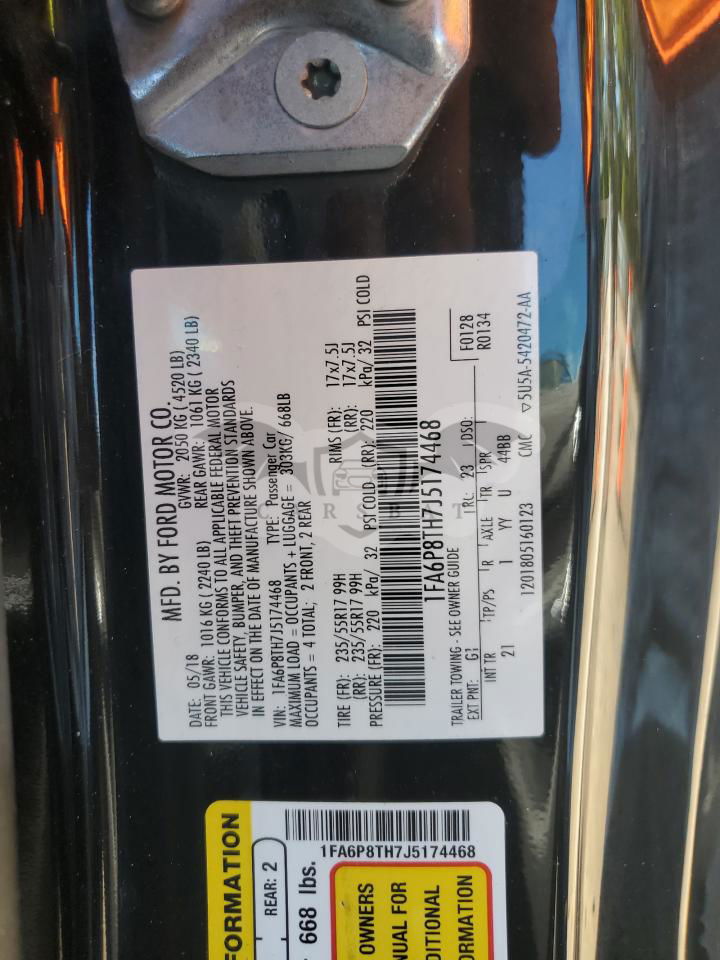 MFD. BY FORD MOTOR CO.
DATE: 05/18 GVWR: 2050 KG ( 4520 LB)
FRONT GAWR: 1016 KG ( 2240 LB) REAR GAWR: 1061 KG ( 2340 LB)
THIS VEHICLE CONFORMS TO ALL APPLICABLE FEDERAL MOTOR
VEHICLE SAFETY, BUMPER, AND THEFT PREVENTION STANDARDS
IN EFFECT ON THE DATE OF MANUFACTURE SHOWN ABOVE.
VIN: 1FA6P8TH7J5174468 TYPE: Passenger Car
MAXIMUM LOAD = OCCUPANTS + LUGGAGE = 303KG/ 668LB
OCCUPANTS = 4 TOTAL; 2 FRONT, 2 REAR
TIRE (FR): 235/55R17 99H RIMS (FR): 17x7.5J
(RR): 235/55R17 99H (RR): 17x7.5J
PRESSURE (FR): 220 kPa/ 32 PSI COLD (RR): 220 kPa/ 32 PSI COLD
1FA6P8TH7J5174468
TRAILER TOWING - SEE OWNER GUIDE F0128
EXT PNT: G1 RC: 23 DSO: R0134
INT TR TP/PS R AXLE TR SPR
21 1 YY U 44BB
1201805160123 CMC ▽5U5A-5420472-AA
CARSBIT
1FA6P8TH7J5174468
FORMATION
REAR: 2
668 lbs.
OWNERS
NUAL FOR
DITIONAL
ORMATION